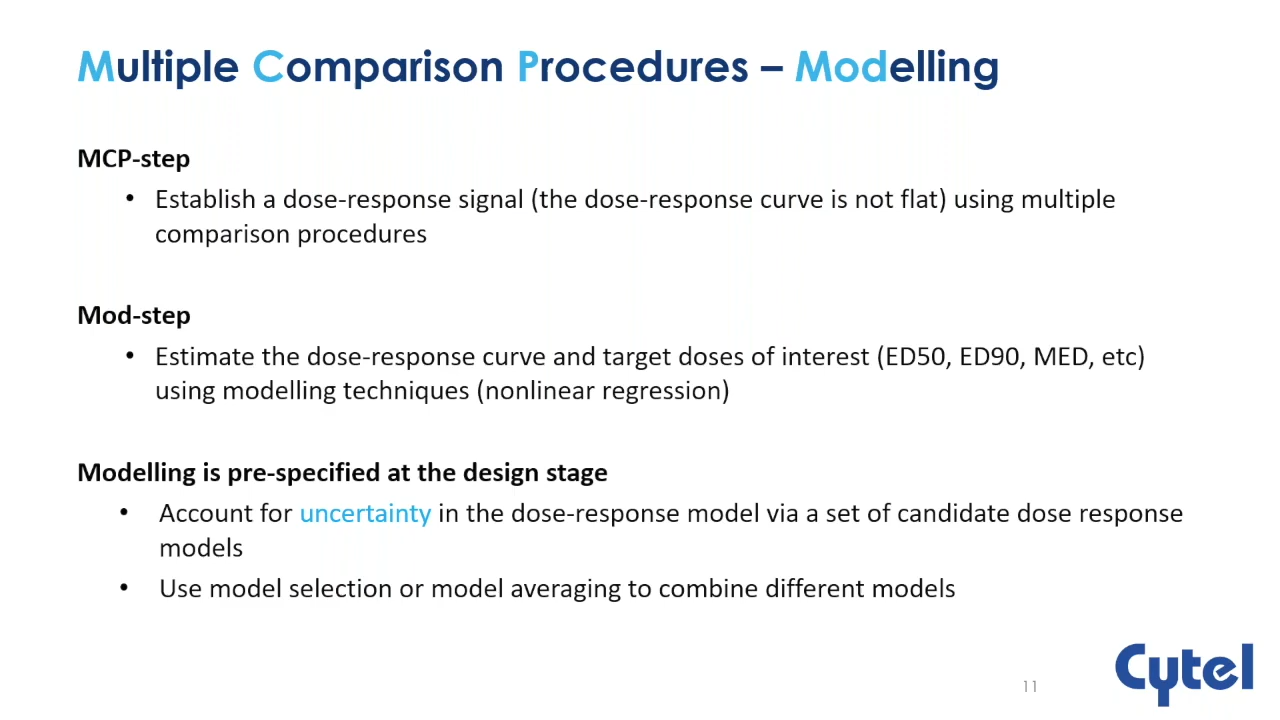 Multiple Comparison Procedures – Modelling
MCP-step
• Establish a dose-response signal (the dose-response curve is not flat) using multiple
comparison procedures
Mod-step
• Estimate the dose-response curve and target doses of interest (ED50, ED90, MED, etc)
using modelling techniques (nonlinear regression)
Modelling is pre-specified at the design stage
• Account for uncertainty in the dose-response model via a set of candidate dose response
models
• Use model selection or model averaging to combine different models
11
Cytel